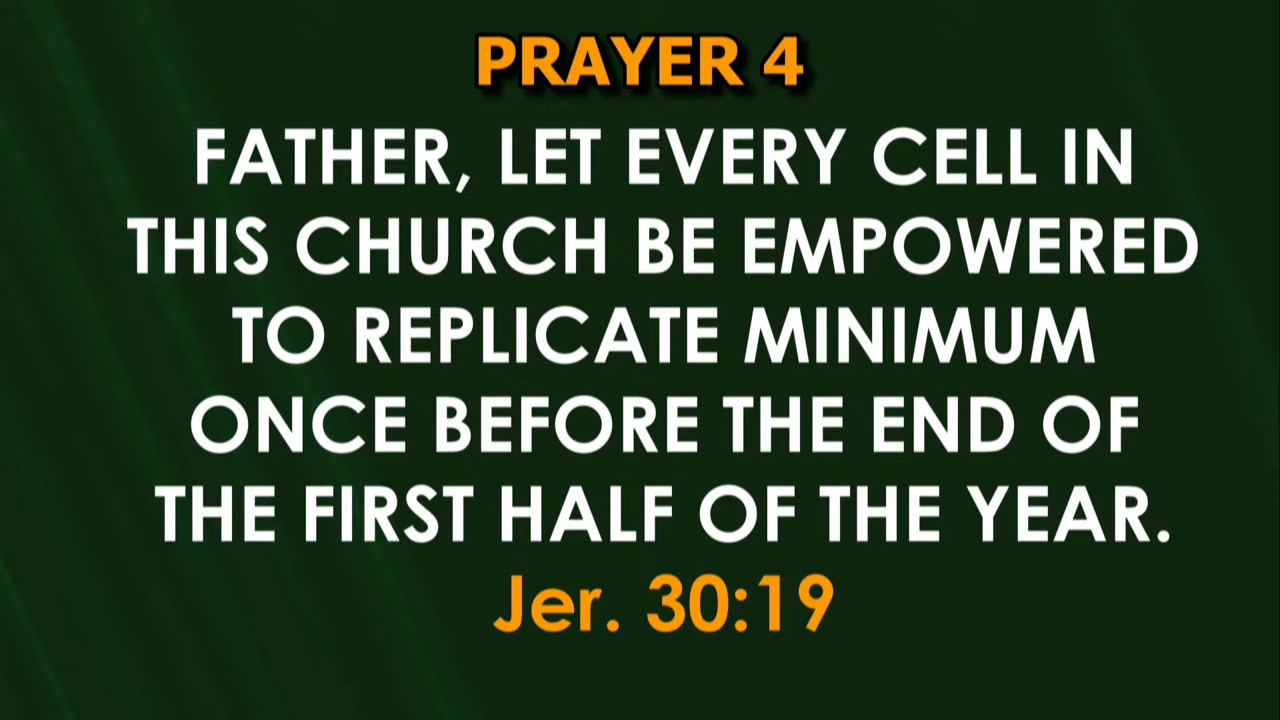 PRAYER 4
FATHER, LET EVERY CELL IN
THIS CHURCH BE EMPOWERED
TO REPLICATE MINIMUM
ONCE BEFORE THE END OF
THE FIRST HALF OF THE YEAR.
Jer. 30:19